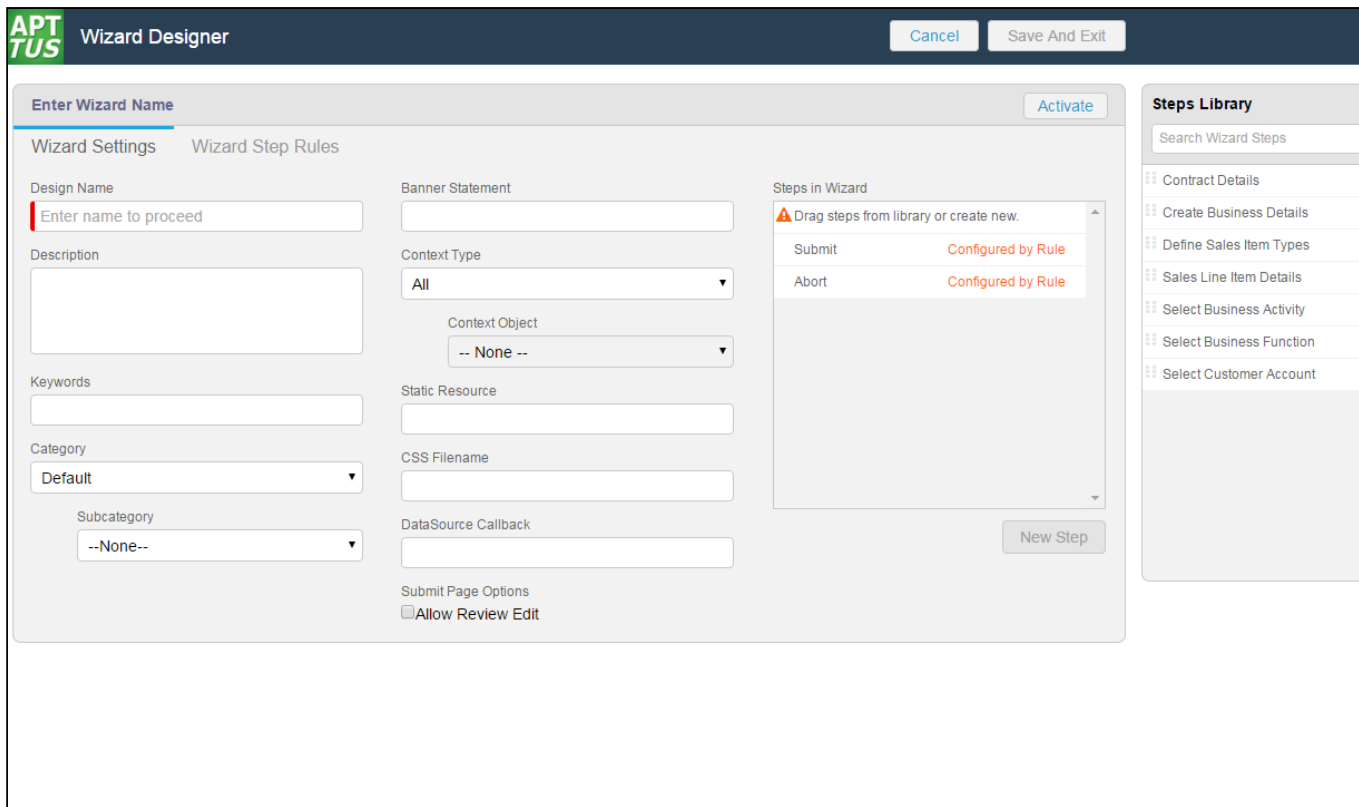 APT
TUS
Wizard Designer
Cancel
Save And Exit
Enter Wizard Name
Activate
Wizard Settings
Wizard Step Rules
Design Name
Enter name to proceed
Description
Keywords
Category
Default
Subcategory
--None--
Banner Statement
Context Type
All
Context Object
-- None --
Static Resource
CSS Filename
DataSource Callback
Submit Page Options
Allow Review Edit
Steps in Wizard
Drag steps from library or create new.
Submit Configured by Rule
Abort Configured by Rule
New Step
Steps Library
Search Wizard Steps
Contract Details
Create Business Details
Define Sales Item Types
Sales Line Item Details
Select Business Activity
Select Business Function
Select Customer Account